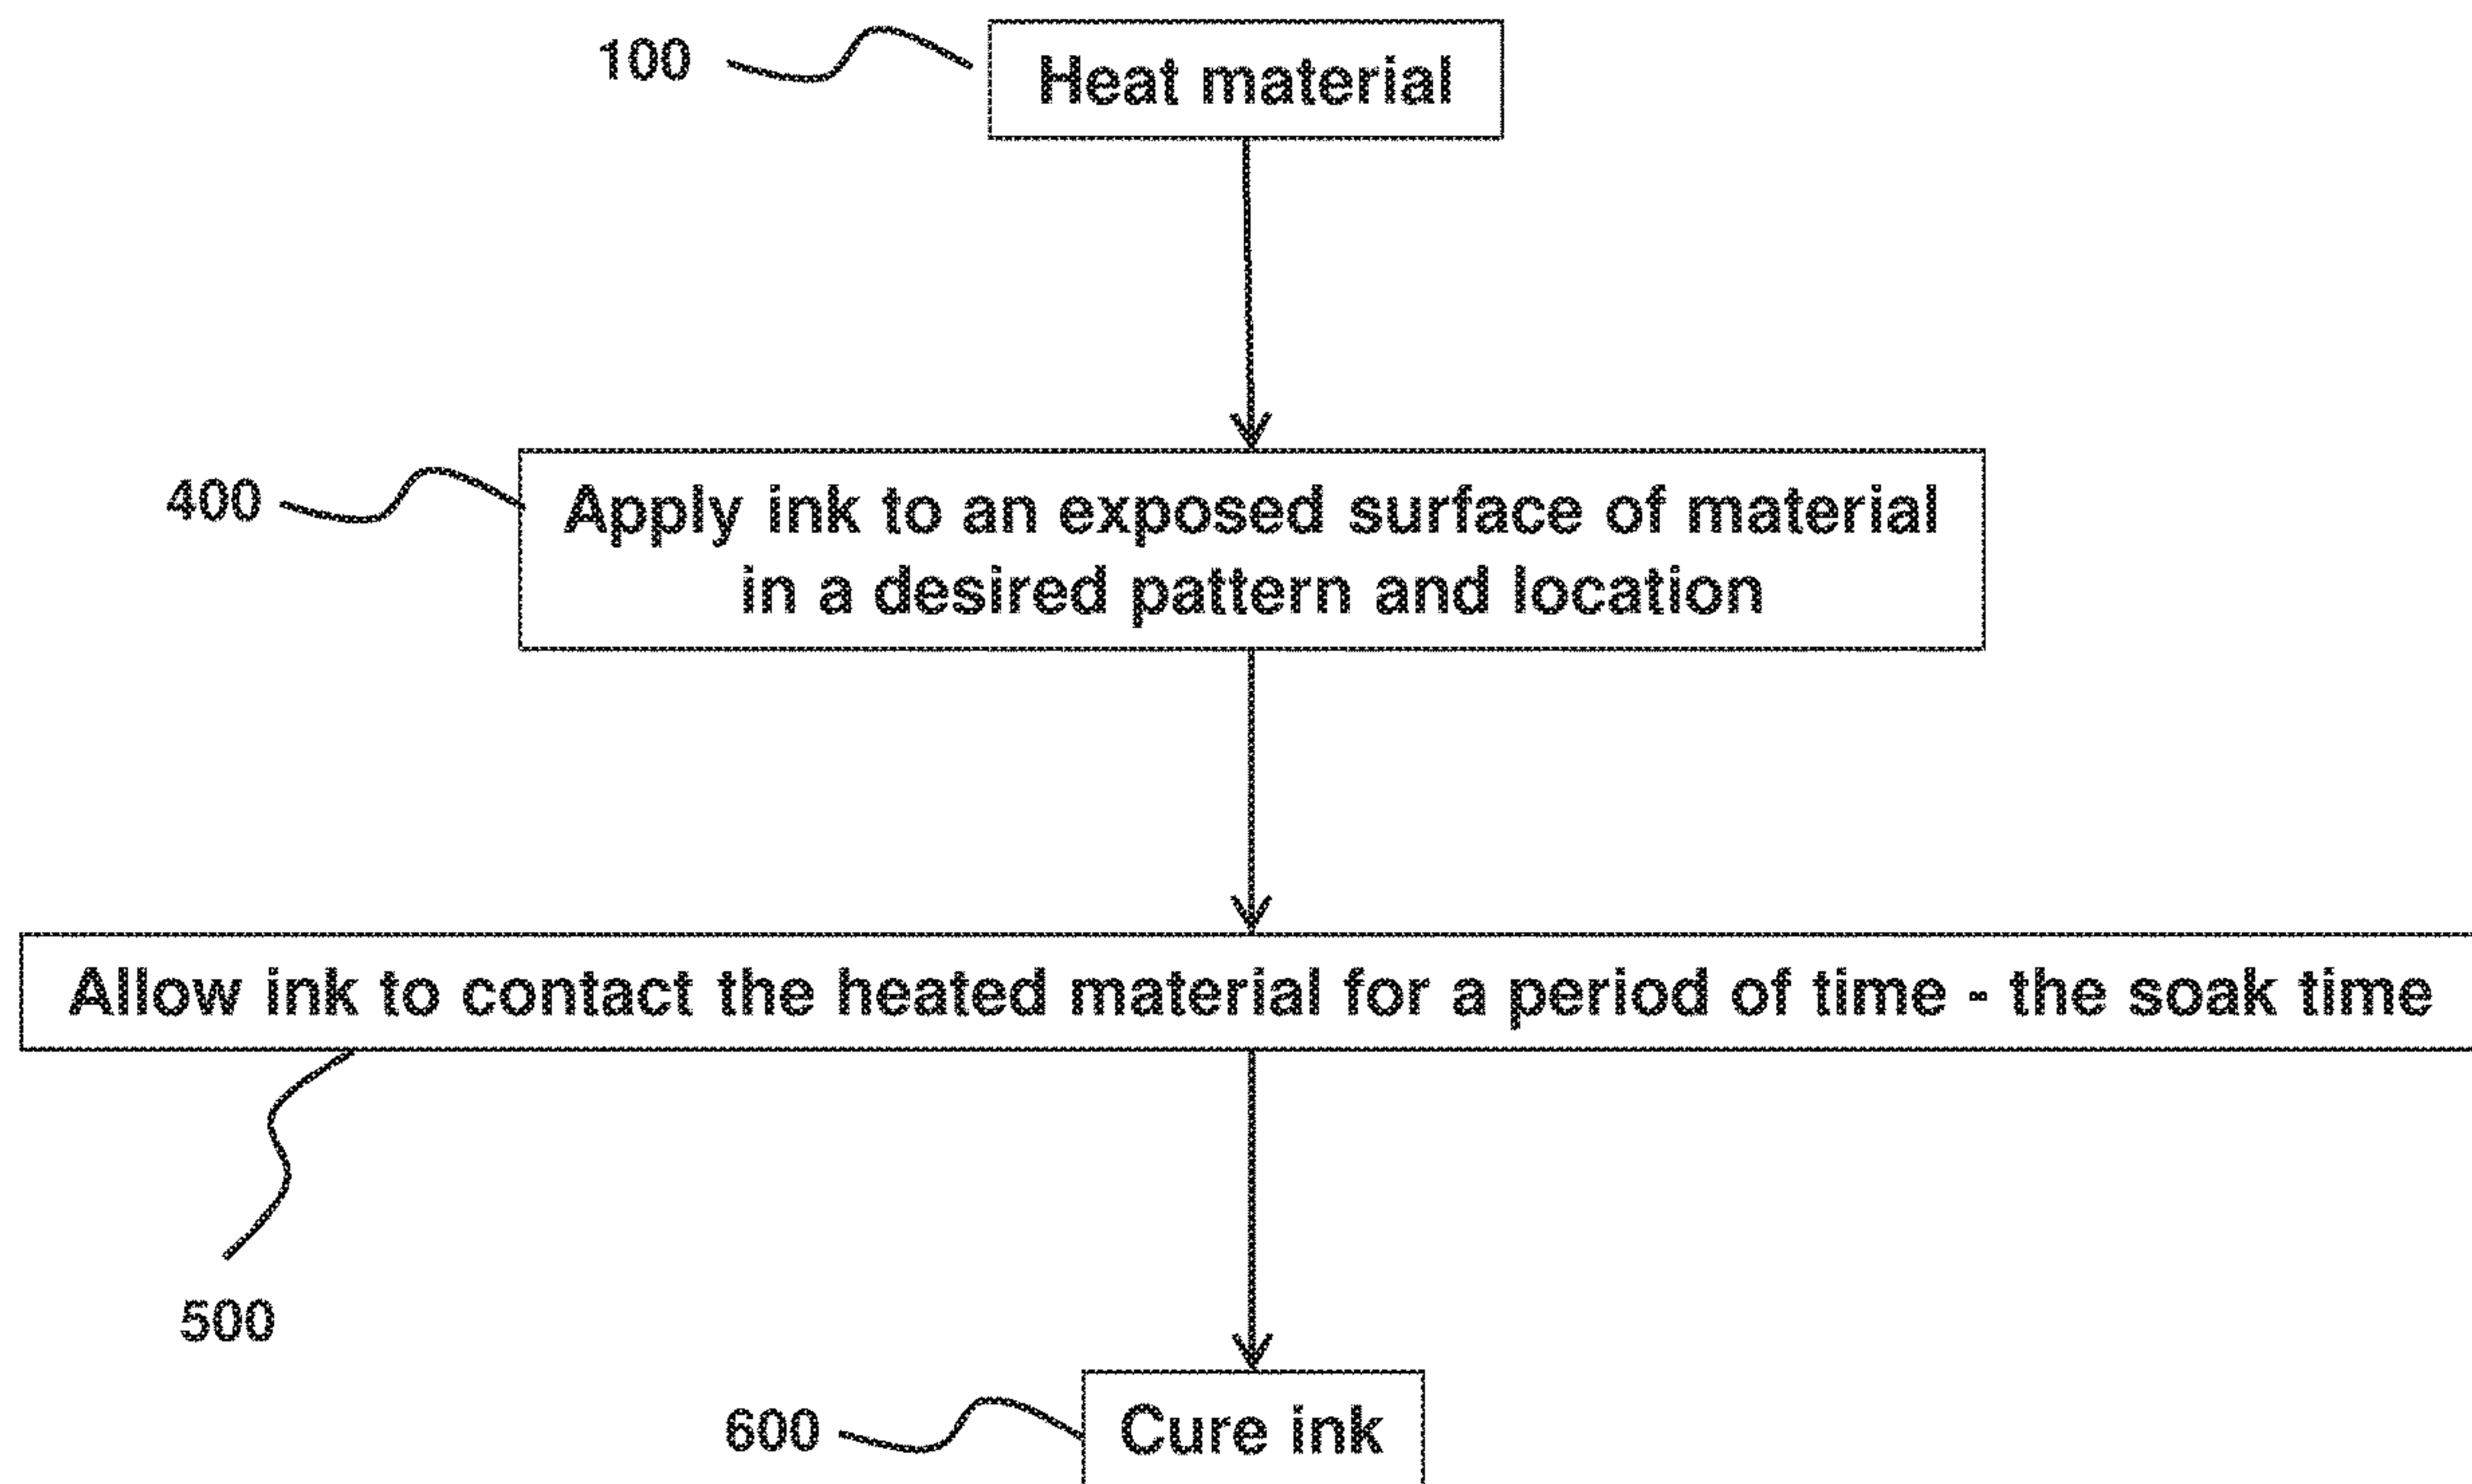 100
Heat material
400
Apply ink to an exposed surface of material
in a desired pattern and location
Allow ink to contact the heated material for a period of time - the soak time
500
600
Cure ink